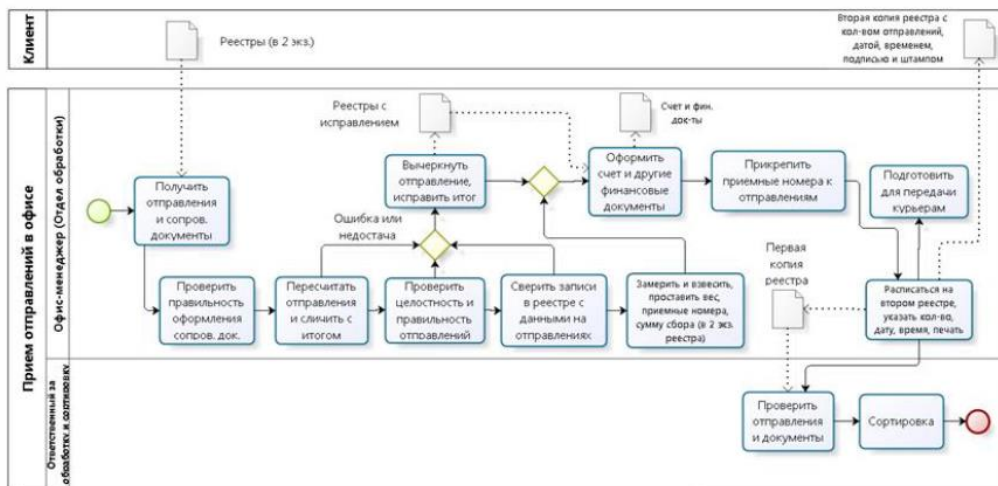 Клиент
Реестры (в 2 экз.)
Вторая копия реестра с
кол-вом отправлений,
датой, временем,
подписью и штампом
Прием отправлений в офисе
Офис-менеджер (Отдел обработки)
Получить
отправления
и сопров.
документы
Реестры с
исправлением
Вычеркнуть
отправление,
исправить итог
Ошибка или
недостача
Счет и фин.
док-ты
Оформить
счет и другие
финансовые
документы
Прикрепить
приемные номера к
отправлениям
Подготовить
для передачи
курьерам
Проверить
правильность
оформления
сопров. док.
Пересчитать
отправления
и сличить с
итогом
Проверить
целостность и
правильность
отправлений
Сверить записи
в реестре с
данными на
отправлениях
Замерить и взвесить,
проставить вес,
приемные номера,
сумму сбора (в 2 экз.
реестра)
Первая
копия
реестра
Расписаться на
втором реестре,
указать кол-во,
дату, время, печать
Ответственный за
обработку и сортировку
Проверить
отправления
и документы
Сортировка